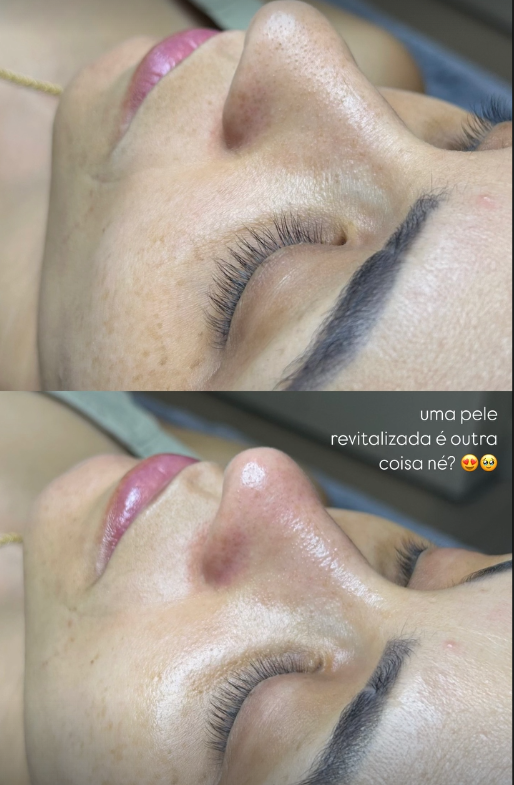 uma pele
revitalizada é outra
coisa né? 😍🥹